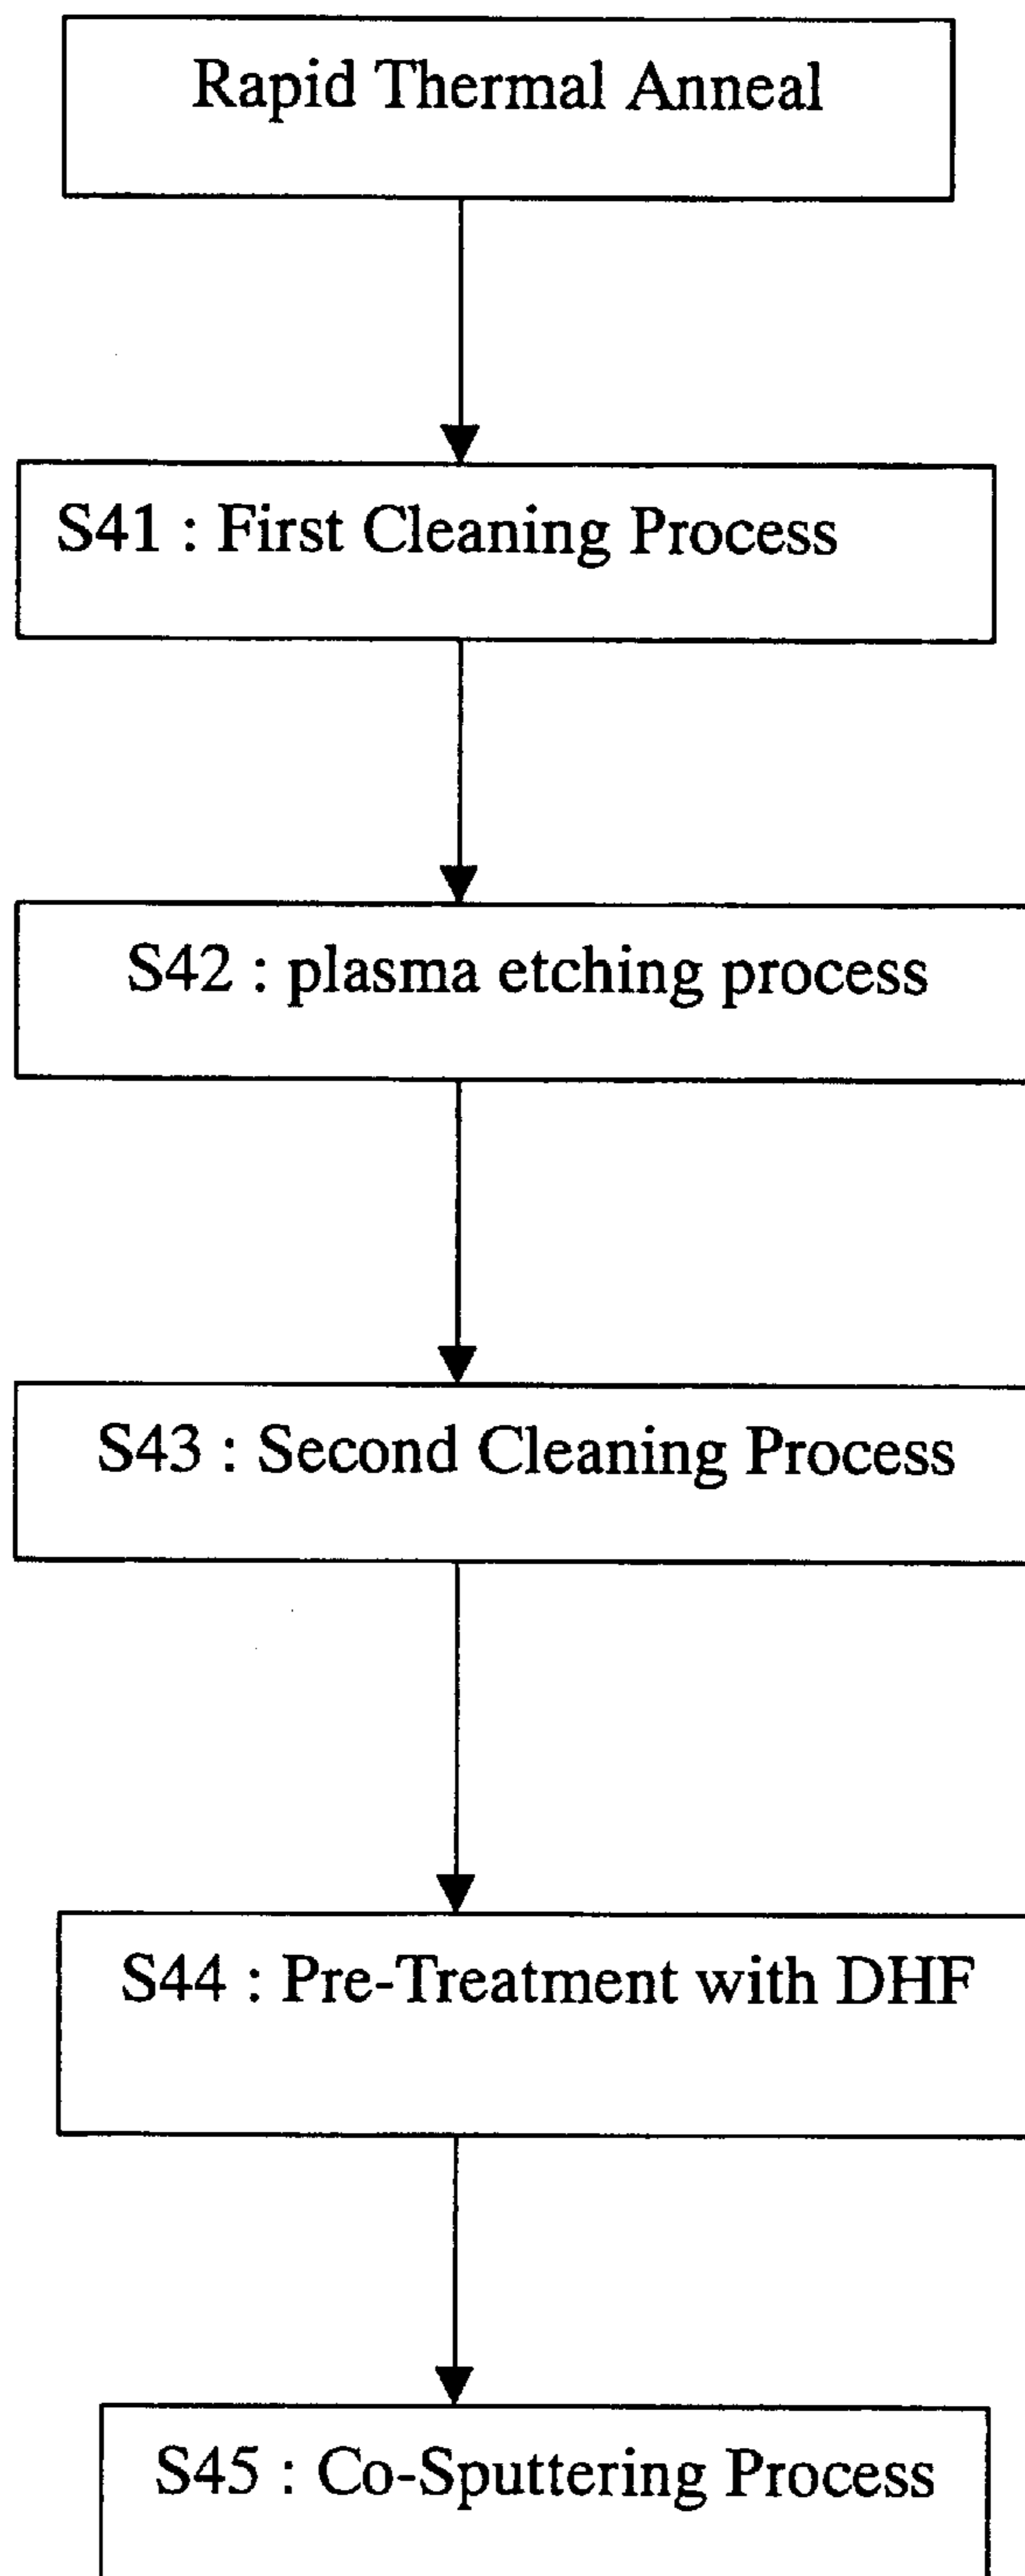 Rapid Thermal Anneal
S41 : First Cleaning Process
S42 : plasma etching process
S43 : Second Cleaning Process
S44 : Pre-Treatment with DHF
S45 : Co-Sputtering Process